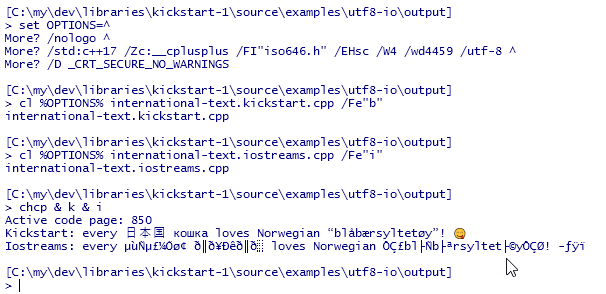 [C:\my\dev\libraries\kickstart-1\source\examples\utf8-io\output]
> set OPTIONS=^
More? /nologo ^
More? /std:c++17 /Zc:__cplusplus /FI"iso646.h" /EHsc /W4 /wd4459 /utf-8 ^
More? /D _CRT_SECURE_NO_WARNINGS
[C:\my\dev\libraries\kickstart-1\source\examples\utf8-io\output]
> cl %OPTIONS% international-text.kickstart.cpp /Fe"b"
international-text.kickstart.cpp
[C:\my\dev\libraries\kickstart-1\source\examples\utf8-io\output]
> cl %OPTIONS% international-text.iostreams.cpp /Fe"i"
international-text.iostreams.cpp
[C:\my\dev\libraries\kickstart-1\source\examples\utf8-io\output]
> chcp & k & i
Active code page: 850
Kickstart: every 日本国 кошка loves Norwegian “blåbærsyltetøy”! 😋
Iostreams: every loves Norwegian
[C:\my\dev\libraries\kickstart-1\source\examples\utf8-io\output]
>